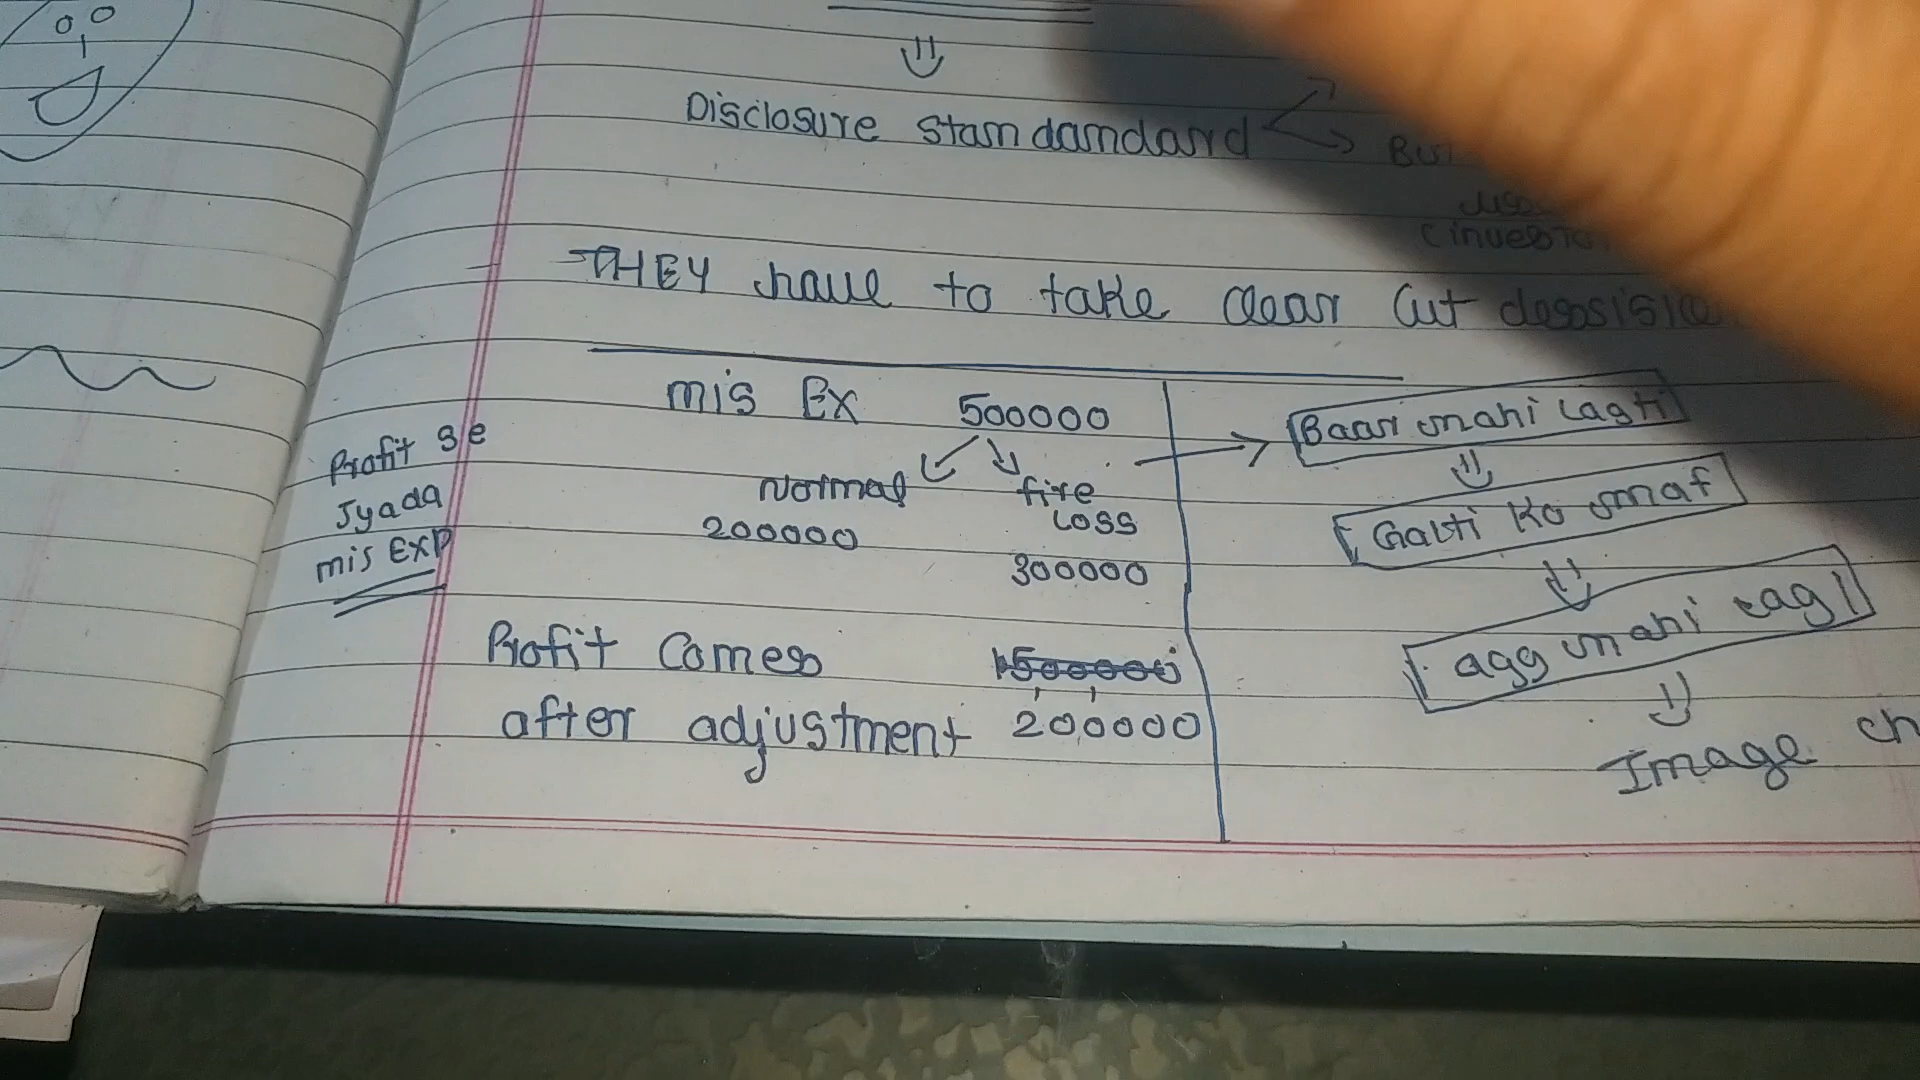 Disclosure stamdamdard
THEY have to take clear cut
mis Ex 500000
Normal fire
loss
200000
300000
Profit se
Jyada
mis EXP
Profit Comes
after adjustment 200000
Baar nahi lagti
Galti ko maaf
agg nahi lagi
Image ch